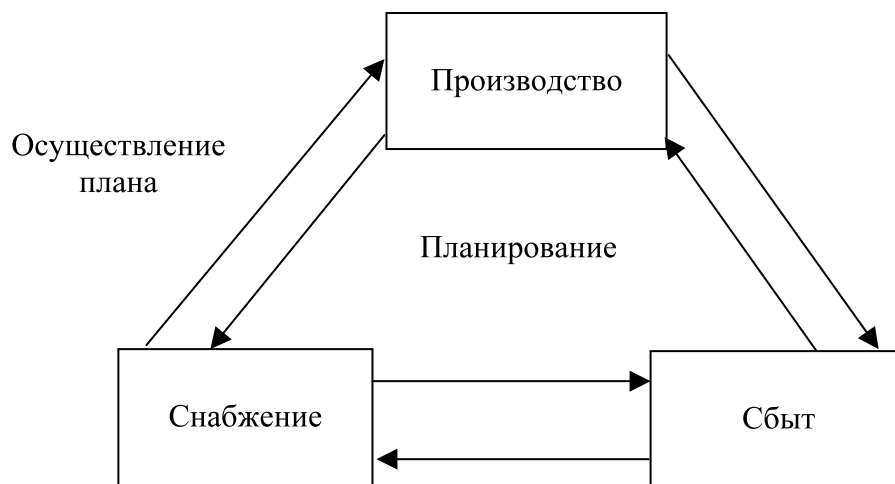 Производство
Осуществление
плана
Планирование
Снабжение
Сбыт